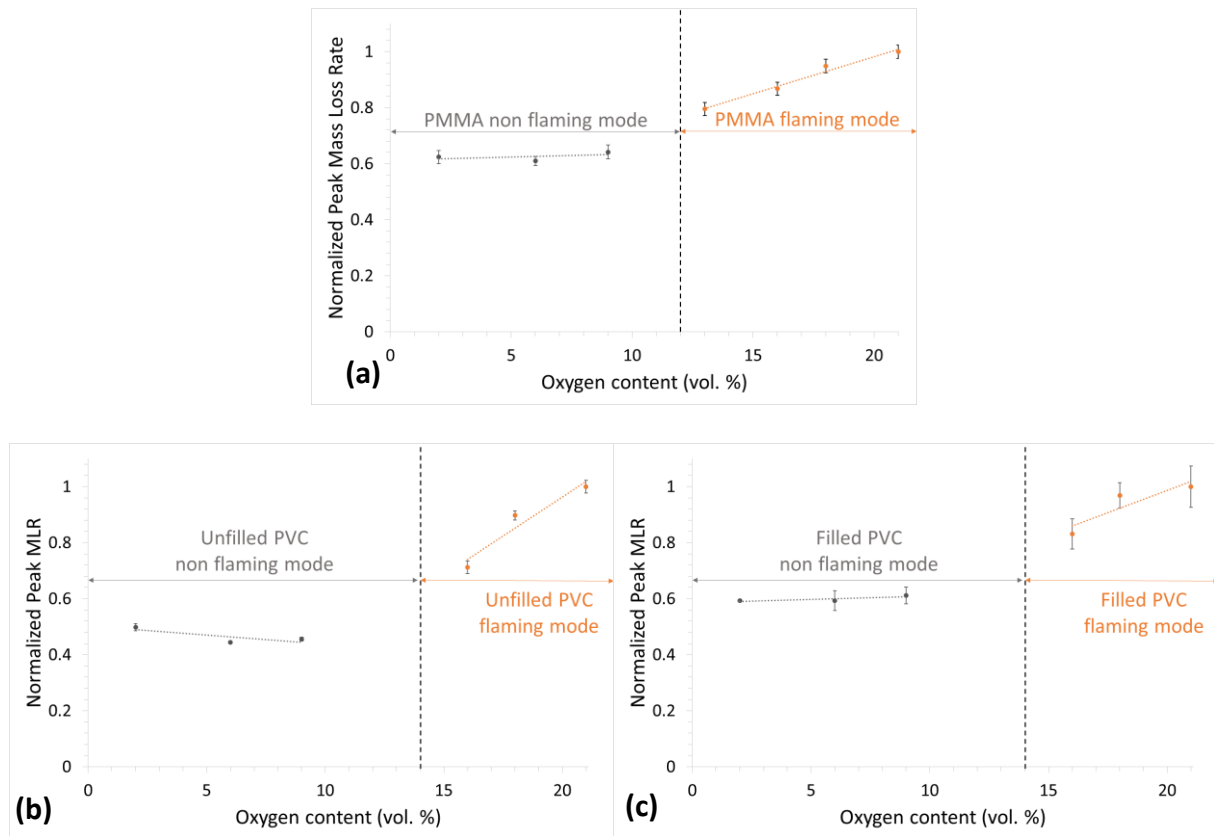 Normalized Peak Mass Loss Rate
1
0.8
0.6
0.4
0.2
0
PMMA non flaming mode
PMMA flaming mode
0
5
10
15
20
Oxygen content (vol. %)
(a)
Normalized Peak MLR
1
0.8
0.6
0.4
0.2
0
Unfilled PVC
non flaming mode
Unfilled PVC
flaming mode
0
5
10
15
20
Oxygen content (vol. %)
(b)
Normalized Peak MLR
1
0.8
0.6
0.4
0.2
0
Filled PVC
non flaming mode
Filled PVC
flaming mode
0
5
10
15
20
Oxygen content (vol. %)
(c)